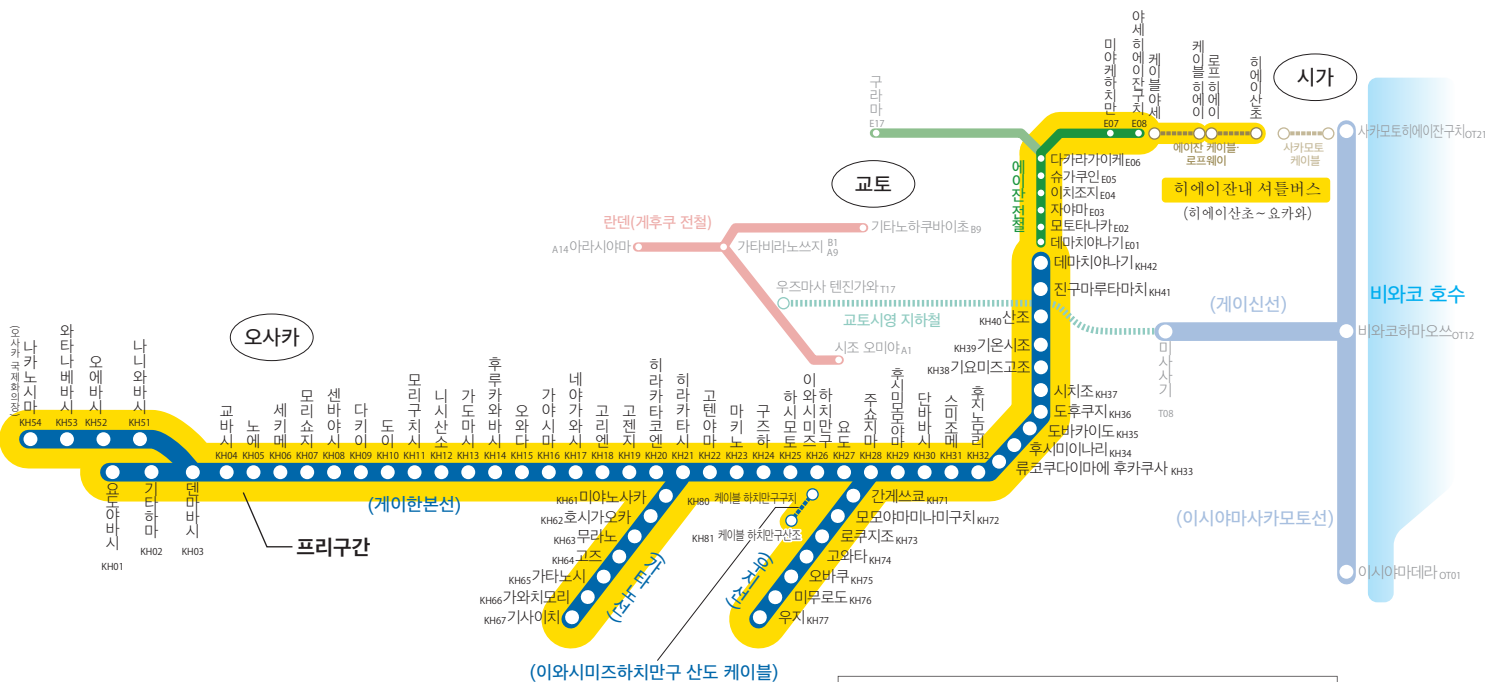 오사카
교토
시가
(오사카 국제회의장)
나카노시마
KH54
와타나베바시
KH53
오에바시
KH52
나니와바시
KH51
요도야바시
KH01
기타하마
KH02
덴마바시
KH03
교바시
KH04
노에
KH05
세키메
KH06
모리쇼지
KH07
센바야시
KH08
다키이
KH09
도이
KH10
모리구치시
KH11
니시산소
KH12
가도마시
KH13
후루카와바시
KH14
오와다
KH15
가야시마
KH16
네야가와시
KH17
고리엔
KH18
고젠지
KH19
히라카타코엔
KH20
히라카타시
KH21
고텐야마
KH22
마키노
KH23
구즈하
KH24
하시모토
KH25
이와시미즈
하치만구
KH26
요도
KH27
주쇼지마
KH28
후시미모모야마
KH29
단바바시
KH30
스미조메
KH31
후지노모리
KH32
류코쿠다이마에 후카쿠사 KH33
후시미이나리 KH34
도바카이도 KH35
도후쿠지 KH36
시치조 KH37
KH38 기요미즈고조
KH39 기온시조
KH40 산조
진구마루타마치 KH41
데마치야나기 KH42
데마치야나기 E01
모토타나카 E02
자야마 E03
이치조지 E04
슈가쿠인 E05
다카라가이케 E06
에이잔 전철
미야케하치만
E07
야세히에이잔구치
E08
구라마
E17
케이블 야세
케이블 히에이
로프 히에이
히에이산초
에이잔 케이블·
로프웨이
사카모토
케이블
히에이잔내 셔틀버스
(히에이산초~요카와)
사카모토히에이잔구치 OT21
비와코하마오쓰 OT12
이시야마데라 OT01
비와코 호수
(게이신선)
(이시야마사카모토선)
미사사기
T08
란덴(게후쿠 전철)
A14 아라시야마
가타비라노쓰지 B1
A9
기타노하쿠바이초 B9
우즈마사 텐진가와 T17
교토시영 지하철
시조 오미야 A1
(게이한본선)
프리구간
KH61 미야노사카
KH62 호시가오카
KH63 무라노
KH64 고즈
KH65 가타노시
KH66 가와치모리
KH67 기사이치
(가타노선)
KH80 케이블 하치만구구치
KH81 케이블 하치만구산조
(이와시미즈하치만구 산도 케이블)
간게쓰쿄 KH71
모모야마미나미구치 KH72
로쿠지조 KH73
고와타 KH74
오바쿠 KH75
미무로도 KH76
우지 KH77
(우지선)